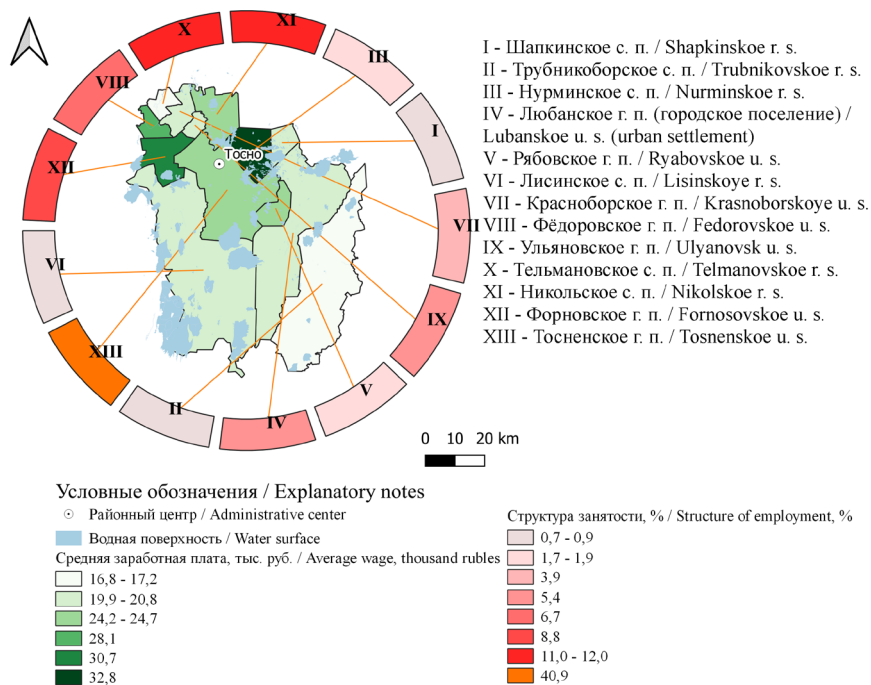 X
XI
III
VIII
I
XII
Тосно
VII
VI
IX
XIII
V
II
IV
I - Шапкинское с. п. / Shapkinskoe r. s.
II - Трубникоборское с. п. / Trubnikovskoe r. s.
III - Нурминское с. п. / Nurminskoe r. s.
IV - Любанское г. п. (городское поселение) /
Lubanskoe u. s. (urban settlement)
V - Рябовское г. п. / Ryabovskoe u. s.
VI - Лисинское с. п. / Lisinskoye r. s.
VII - Красноборское г. п. / Krasnoborskoye u. s.
VIII - Фёдоровское г. п. / Fedorovskoe u. s.
IX - Ульяновское г. п. / Ulyanovsk u. s.
X - Тельмановское с. п. / Telmanovskoe r. s.
XI - Никольское с. п. / Nikolskoe r. s.
XII - Форновское г. п. / Fornosovskoe u. s.
XIII - Тосненское г. п. / Tosnenskoe u. s.
0 10 20 km
Условные обозначения / Explanatory notes
Районный центр / Administrative center
Водная поверхность / Water surface
Средняя заработная плата, тыс. руб. / Average wage, thousand rubles
16,8 - 17,2
19,9 - 20,8
24,2 - 24,7
28,1
30,7
32,8
Структура занятости, % / Structure of employment, %
0,7 - 0,9
1,7 - 1,9
3,9
5,4
6,7
8,8
11,0 - 12,0
40,9